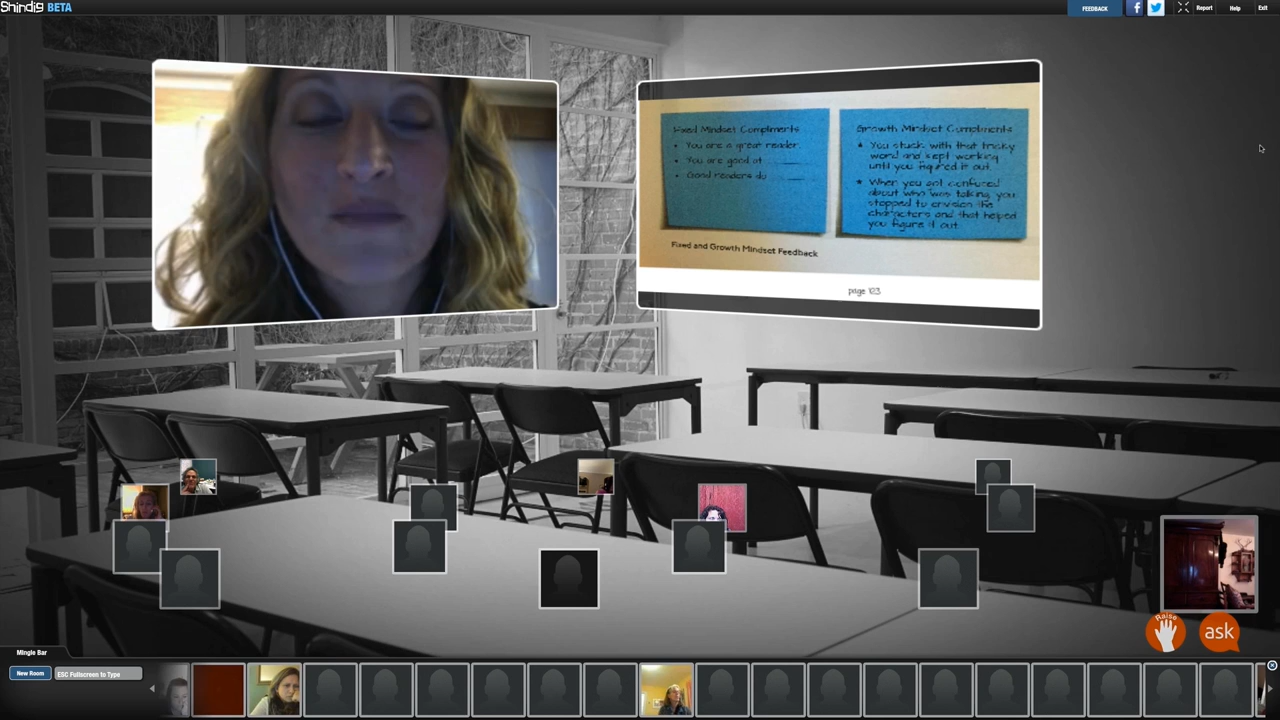 Shindig BETA
FEEDBACK
Report
Help
Exit
Fixed Mindset Compliments
• You are a great reader.
• You are good at
• Good readers do
Growth Mindset Compliments
You stuck with that tricky
word and kept working
until you figured it out.
When you got confused
about who was talking, you
stopped to envision the
characters and that helped
you figure it out.
Fixed and Growth Mindset Feedback
page 123
Raise
ask
Mingle Bar
New Room
ESC Fullscreen to Type